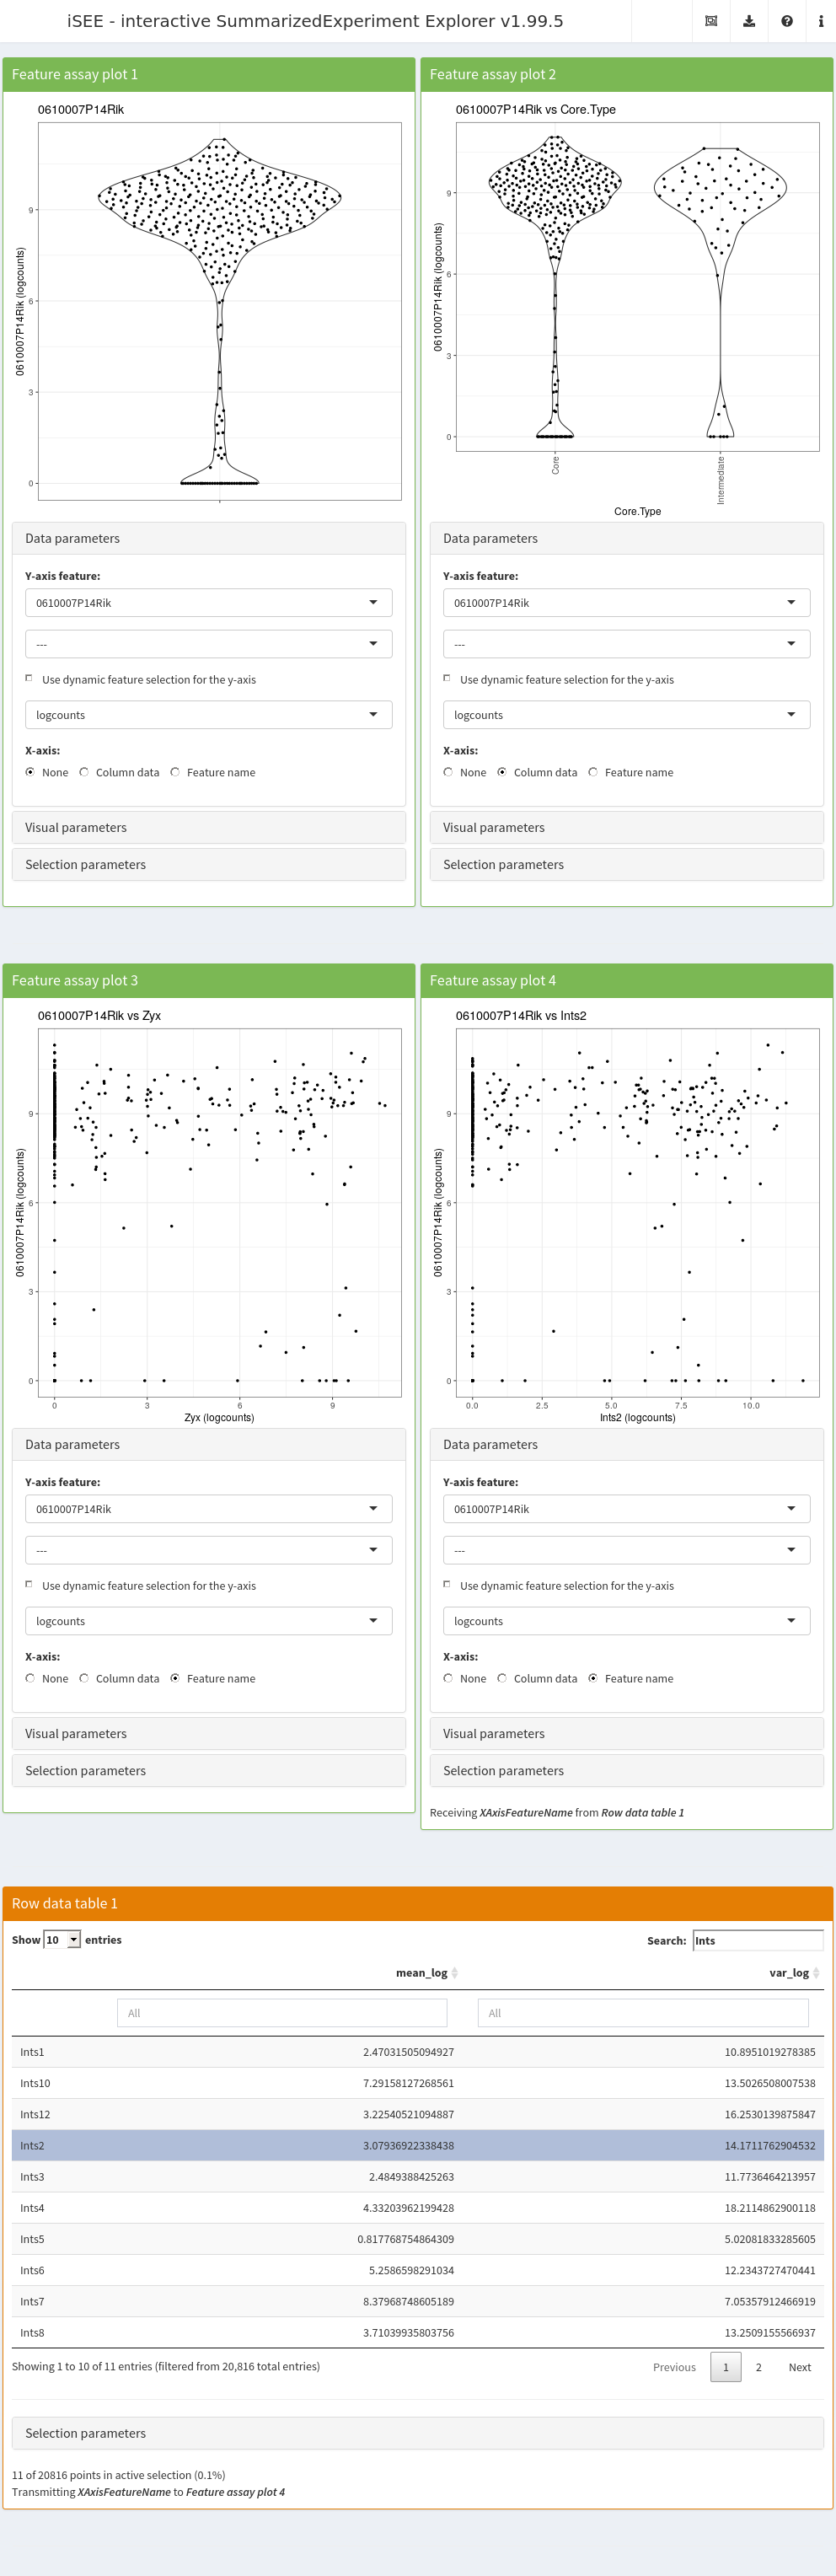 iSEE - interactive SummarizedExperiment Explorer v1.99.5
Feature assay plot 1
0610007P14Rik
0610007P14Rik (logcounts)
9
6
3
0
Data parameters
Y-axis feature:
0610007P14Rik
---
Use dynamic feature selection for the y-axis
logcounts
X-axis:
None Column data Feature name
Visual parameters
Selection parameters
Feature assay plot 2
0610007P14Rik vs Core.Type
0610007P14Rik (logcounts)
9
6
3
0
Core
Intermediate
Core.Type
Data parameters
Y-axis feature:
0610007P14Rik
---
Use dynamic feature selection for the y-axis
logcounts
X-axis:
None Column data Feature name
Visual parameters
Selection parameters
Feature assay plot 3
0610007P14Rik vs Zyx
0610007P14Rik (logcounts)
9
6
3
0
0 3 6 9
Zyx (logcounts)
Data parameters
Y-axis feature:
0610007P14Rik
---
Use dynamic feature selection for the y-axis
logcounts
X-axis:
None Column data Feature name
Visual parameters
Selection parameters
Feature assay plot 4
0610007P14Rik vs Ints2
0610007P14Rik (logcounts)
9
6
3
0
0.0 2.5 5.0 7.5 10.0
Ints2 (logcounts)
Data parameters
Y-axis feature:
0610007P14Rik
---
Use dynamic feature selection for the y-axis
logcounts
X-axis:
None Column data Feature name
Visual parameters
Selection parameters
Receiving XAxisFeatureName from Row data table 1
Row data table 1
Show 10 entries Search: Ints
mean_log var_log
All All
Ints1 2.47031505094927 10.8951019278385
Ints10 7.29158127268561 13.5026508007538
Ints12 3.22540521094887 16.2530139875847
Ints2 3.07936922338438 14.1711762904532
Ints3 2.4849388425263 11.7736464213957
Ints4 4.33203962199428 18.2114862900118
Ints5 0.817768754864309 5.02081833285605
Ints6 5.2586598291034 12.2343727470441
Ints7 8.37968748605189 7.05357912466919
Ints8 3.71039935803756 13.2509155566937
Showing 1 to 10 of 11 entries (filtered from 20,816 total entries) Previous 1 2 Next
Selection parameters
11 of 20816 points in active selection (0.1%)
Transmitting XAxisFeatureName to Feature assay plot 4